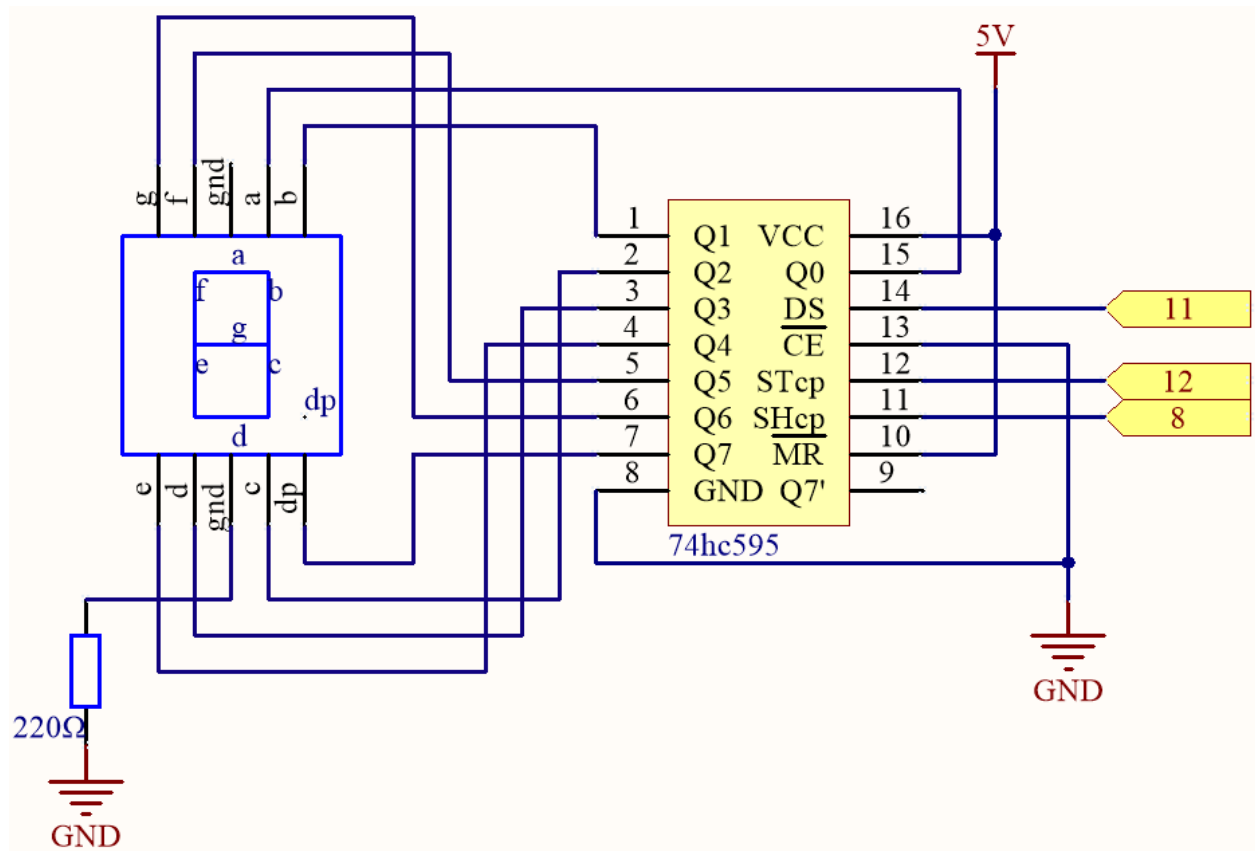 5V
g f gnd a b
a
f b
g
e c
dp
d
e d gnd c dp
220Ω
GND
1 Q1 VCC 16
2 Q2 Q0 15
3 Q3 DS 14
4 Q4 CE 13
5 Q5 STcp 12
6 Q6 SHcp 11
7 Q7 MR 10
8 GND Q7' 9
74hc595
11
12
8
GND